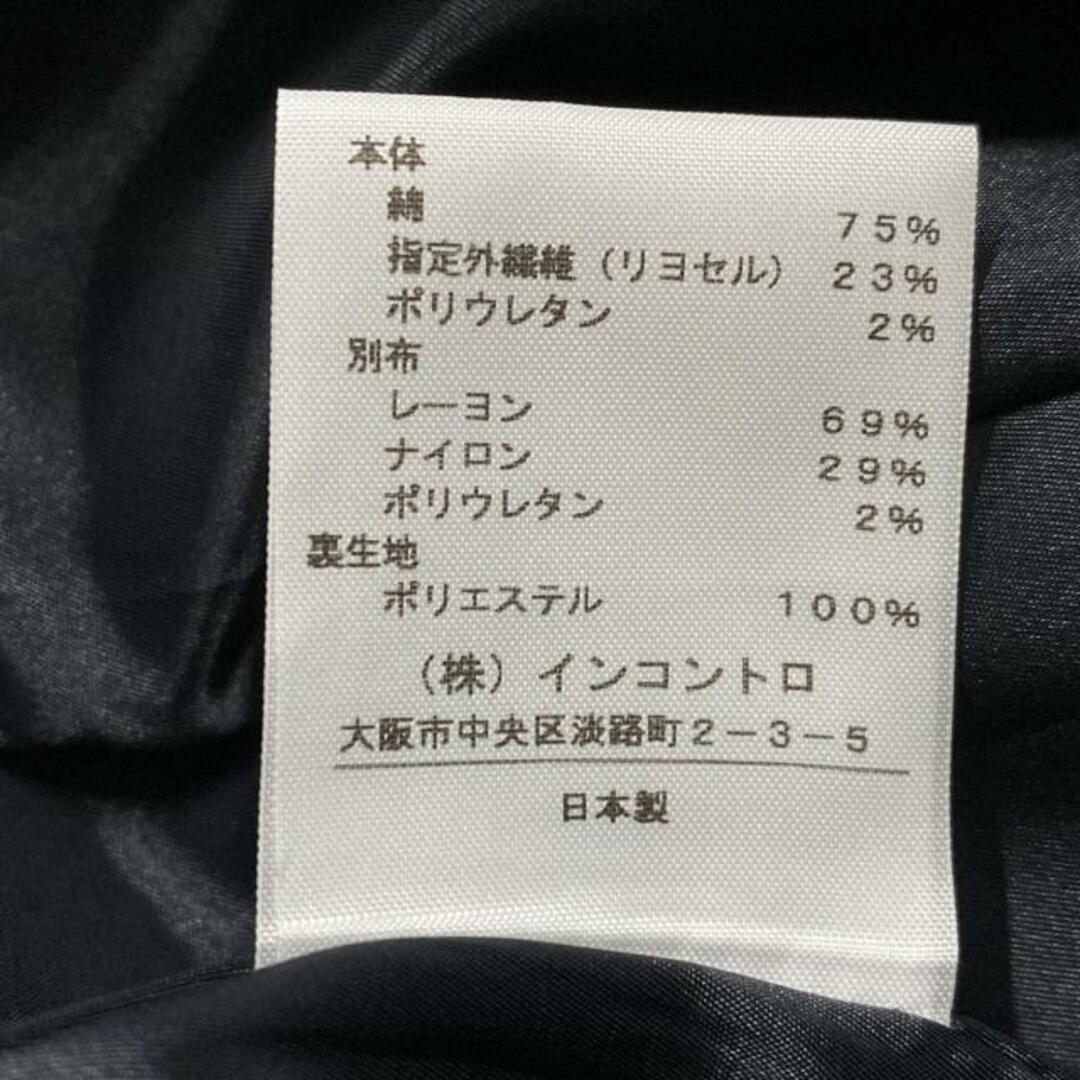 本体
綿 75%
指定外繊維（リヨセル） 23%
ポリウレタン 2%
別布
レーヨン 69%
ナイロン 29%
ポリウレタン 2%
裏生地
ポリエステル 100%
（株）インコントロ
大阪市中央区淡路町2−3−5
日本製